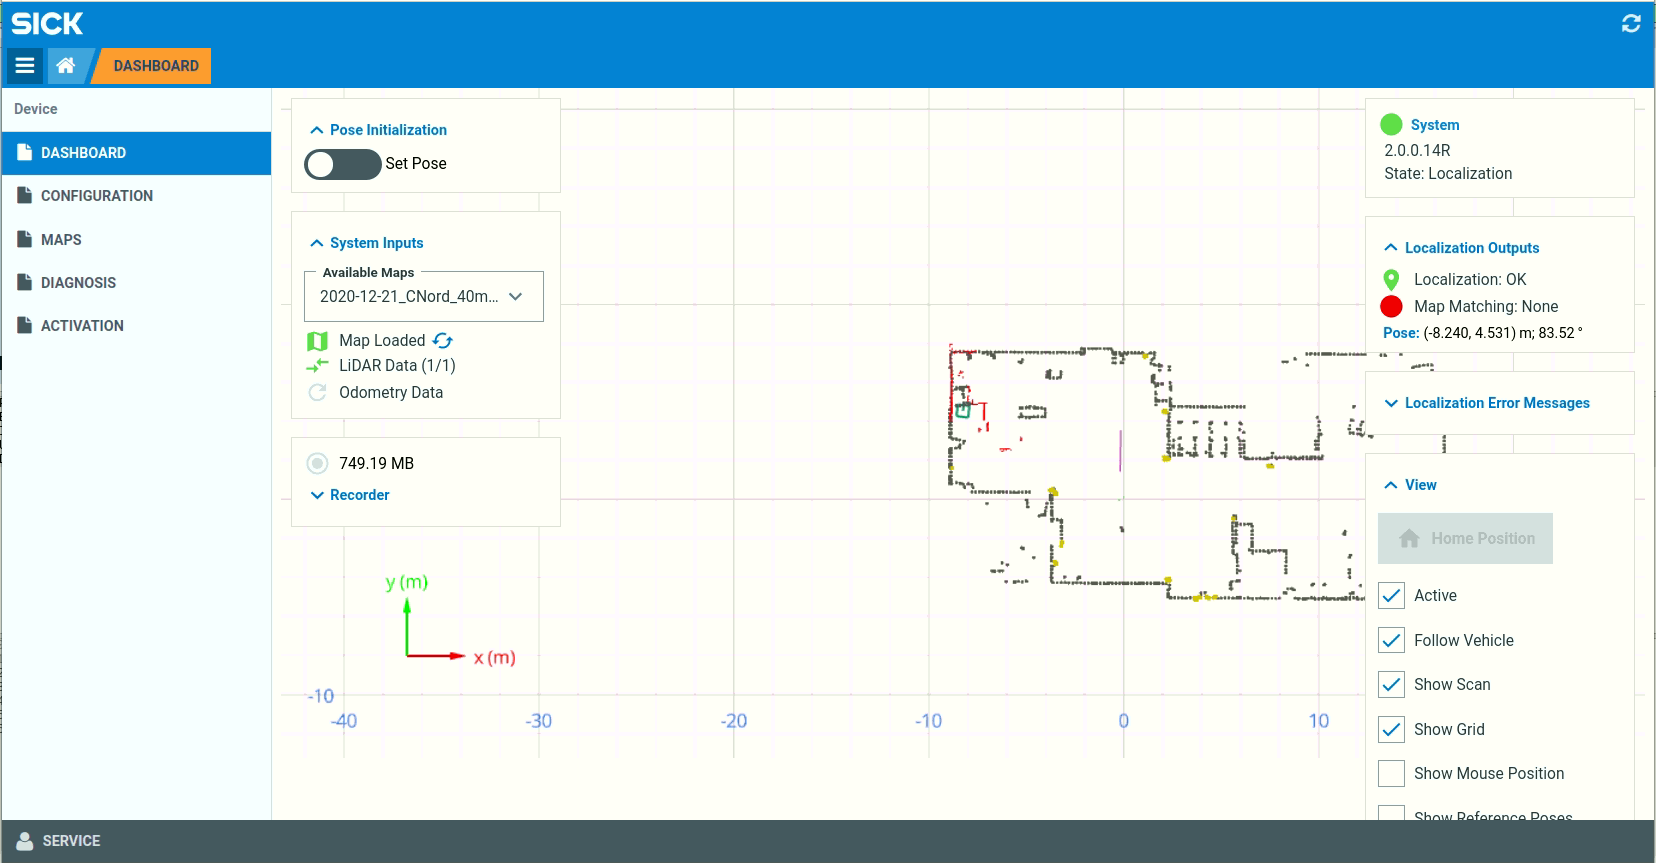 SICK
DASHBOARD
Device
DASHBOARD
CONFIGURATION
MAPS
DIAGNOSIS
ACTIVATION
Pose Initialization
Set Pose
System Inputs
Available Maps
2020-12-21_CNord_40m...
Map Loaded
LiDAR Data (1/1)
Odometry Data
749.19 MB
Recorder
y (m)
x (m)
-10
-40
-30
-20
-10
0
10
System
2.0.0.14R
State: Localization
Localization Outputs
Localization: OK
Map Matching: None
Pose: (-8.240, 4.531) m; 83.52 °
Localization Error Messages
View
Home Position
Active
Follow Vehicle
Show Scan
Show Grid
Show Mouse Position
Show Reference Poses
SERVICE